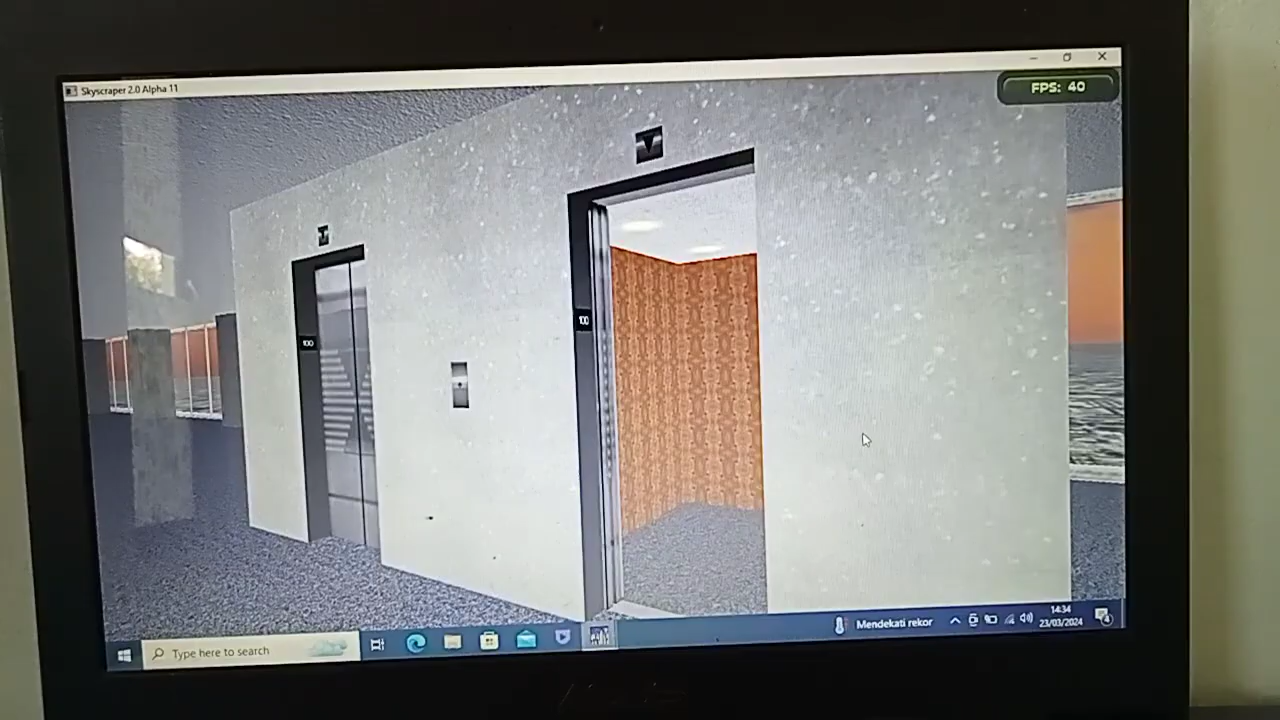 Skyscraper 2.0 Alpha 11
FPS: 40
100
100
Type here to search
Mendekati rekor
14:34
23/03/2024
4